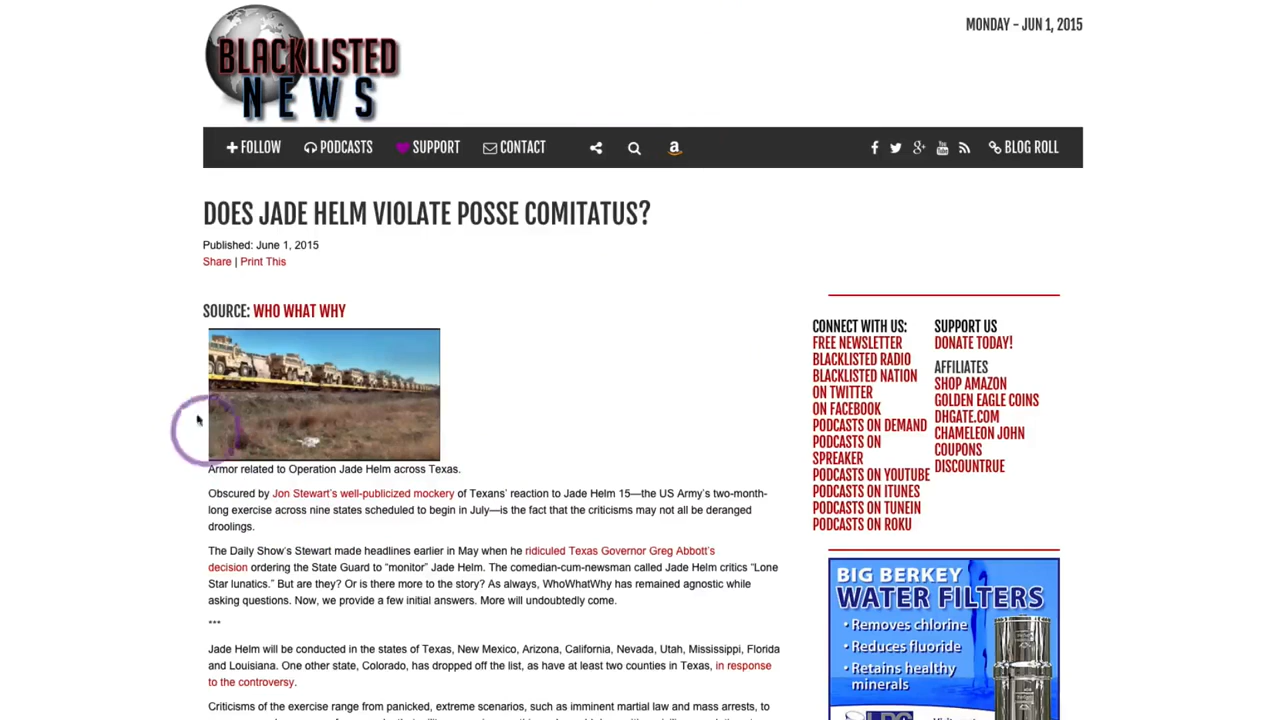 BLACKLISTED
NEWS
MONDAY - JUN 1, 2015
FOLLOW
PODCASTS
SUPPORT
CONTACT
BLOG ROLL
DOES JADE HELM VIOLATE POSSE COMITATUS?
Published: June 1, 2015
Share | Print This
SOURCE: WHO WHAT WHY
Armor related to Operation Jade Helm across Texas.
Obscured by Jon Stewart's well-publicized mockery of Texans' reaction to Jade Helm 15—the US Army's two-month-
long exercise across nine states scheduled to begin in July—is the fact that the criticisms may not all be deranged
droolings.
The Daily Show's Stewart made headlines earlier in May when he ridiculed Texas Governor Greg Abbott's
decision ordering the State Guard to "monitor" Jade Helm. The comedian-cum-newsman called Jade Helm critics "Lone
Star lunatics." But are they? Or is there more to the story? As always, WhoWhatWhy has remained agnostic while
asking questions. Now, we provide a few initial answers. More will undoubtedly come.
***
Jade Helm will be conducted in the states of Texas, New Mexico, Arizona, California, Nevada, Utah, Mississippi, Florida
and Louisiana. One other state, Colorado, has dropped off the list, as have at least two counties in Texas, in response
to the controversy.
Criticisms of the exercise range from panicked, extreme scenarios, such as imminent martial law and mass arrests, to
CONNECT WITH US:
FREE NEWSLETTER
BLACKLISTED RADIO
BLACKLISTED NATION
ON TWITTER
ON FACEBOOK
PODCASTS ON DEMAND
PODCASTS ON
SPREAKER
PODCASTS ON YOUTUBE
PODCASTS ON ITUNES
PODCASTS ON TUNEIN
PODCASTS ON ROKU
SUPPORT US
DONATE TODAY!
AFFILIATES
SHOP AMAZON
GOLDEN EAGLE COINS
DHGATE.COM
CHAMELEON JOHN
COUPONS
DISCOUNTRUE
BIG BERKEY
WATER FILTERS
• Removes chlorine
• Reduces fluoride
• Retains healthy
minerals